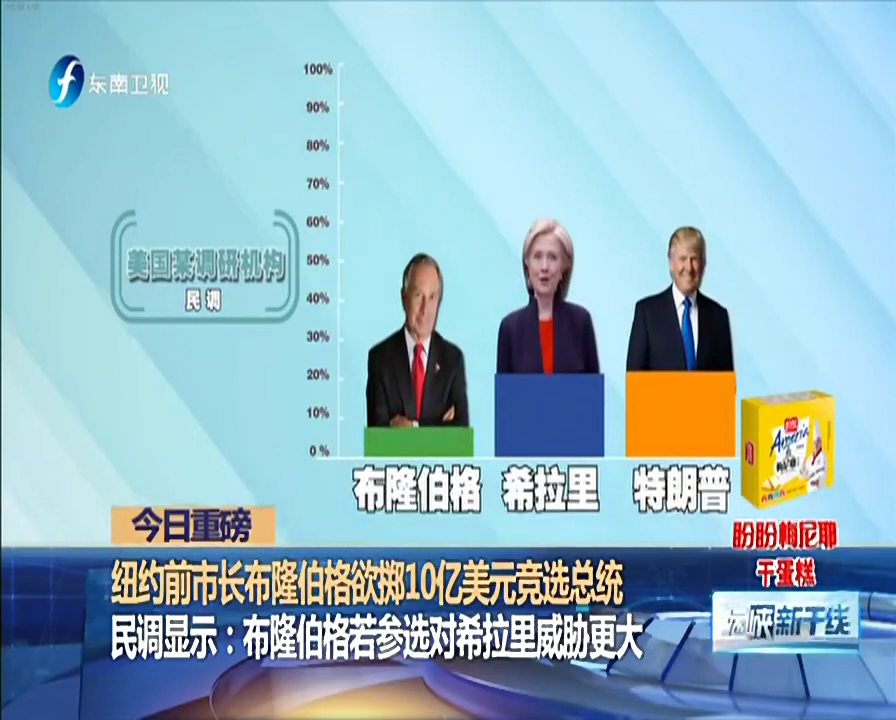 东南卫视
100%
90%
80%
70%
60%
50%
40%
30%
20%
10%
0%
美国某调研机构
民调
布隆伯格 希拉里 特朗普
盼盼梅尼耶
干蛋糕
今日重磅
纽约前市长布隆伯格欲掷10亿美元竞选总统
民调显示：布隆伯格若参选对希拉里威胁更大
海峡新干线